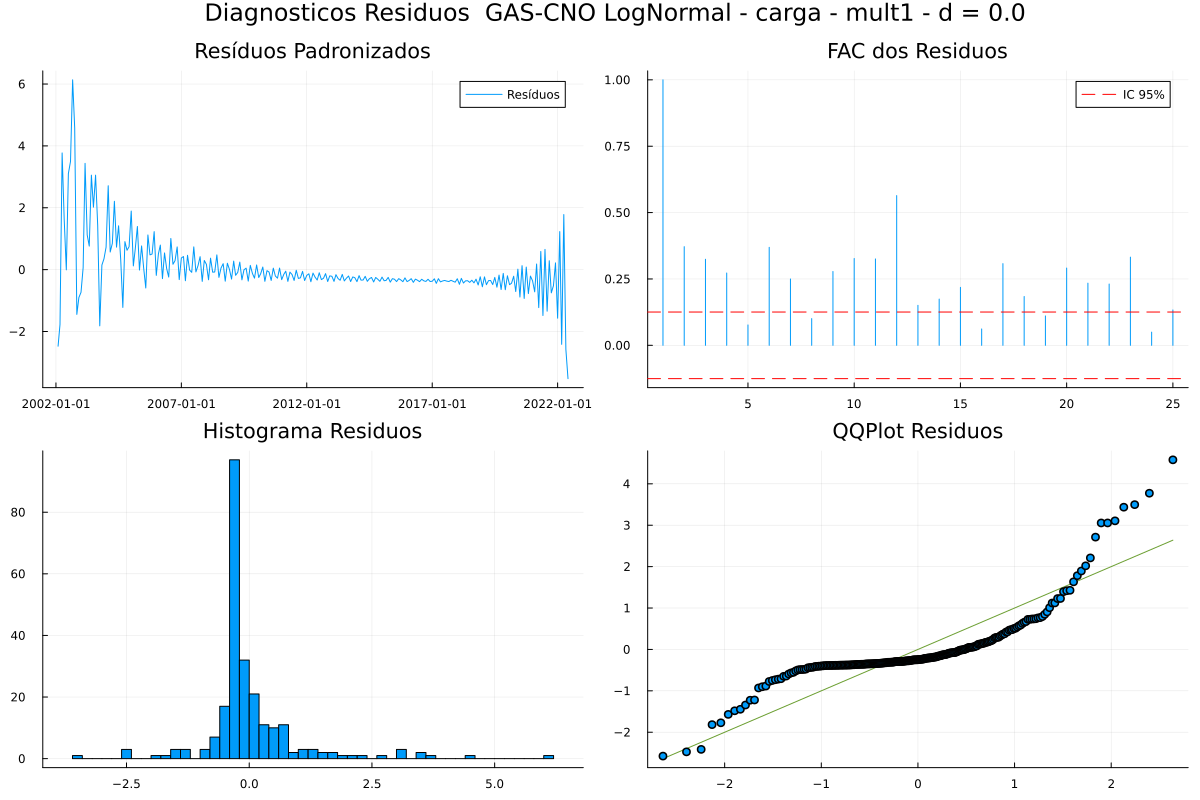 Diagnosticos Residuos  GAS-CNO LogNormal - carga - mult1 - d = 0.0
Resíduos Padronizados
FAC dos Residuos
6
4
2
0
−2
Resíduos
2002-01-01 2007-01-01 2012-01-01 2017-01-01 2022-01-01
1.00
0.75
0.50
0.25
0.00
IC 95%
5 10 15 20 25
Histograma Residuos
QQPlot Residuos
80
60
40
20
0
−2.5 0.0 2.5 5.0
4
3
2
1
0
−1
−2
−2 −1 0 1 2